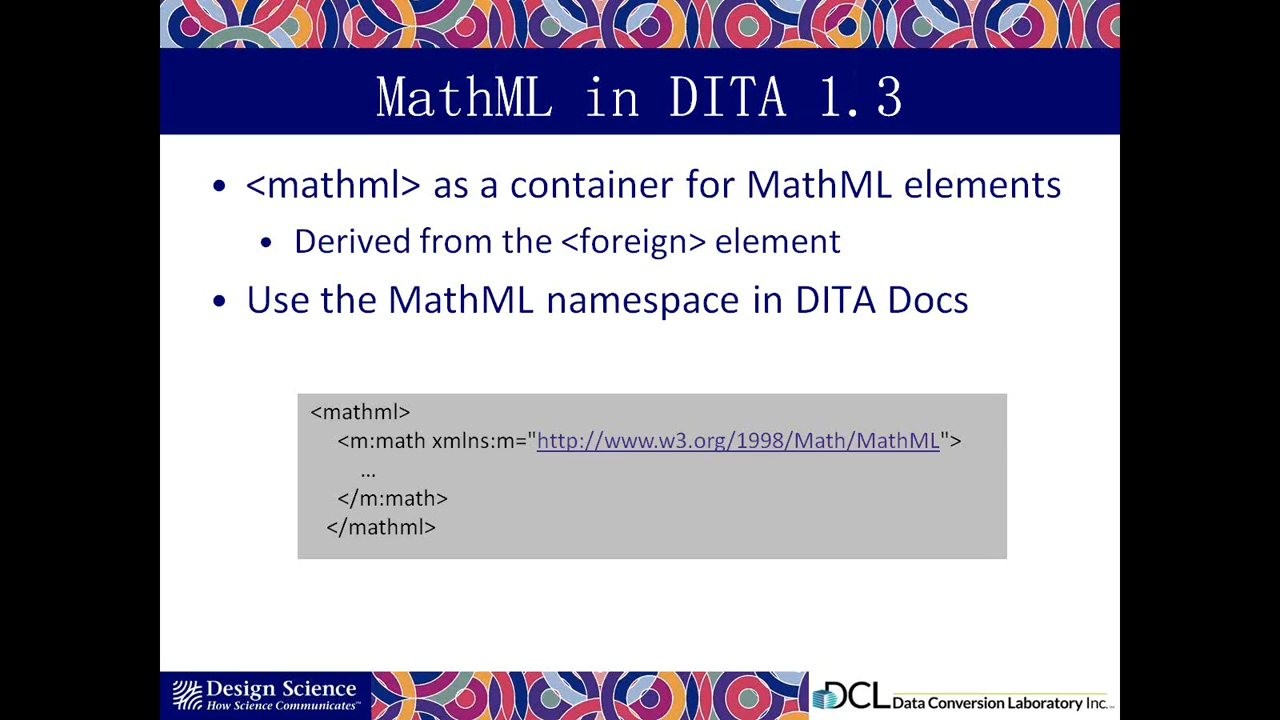 MathML in DITA 1.3
• <mathml> as a container for MathML elements
• Derived from the <foreign> element
• Use the MathML namespace in DITA Docs
<mathml>
<m:math xmlns:m="http://www.w3.org/1998/Math/MathML">
...
</m:math>
</mathml>
Design Science
How Science Communicates™
DCL Data Conversion Laboratory Inc.™